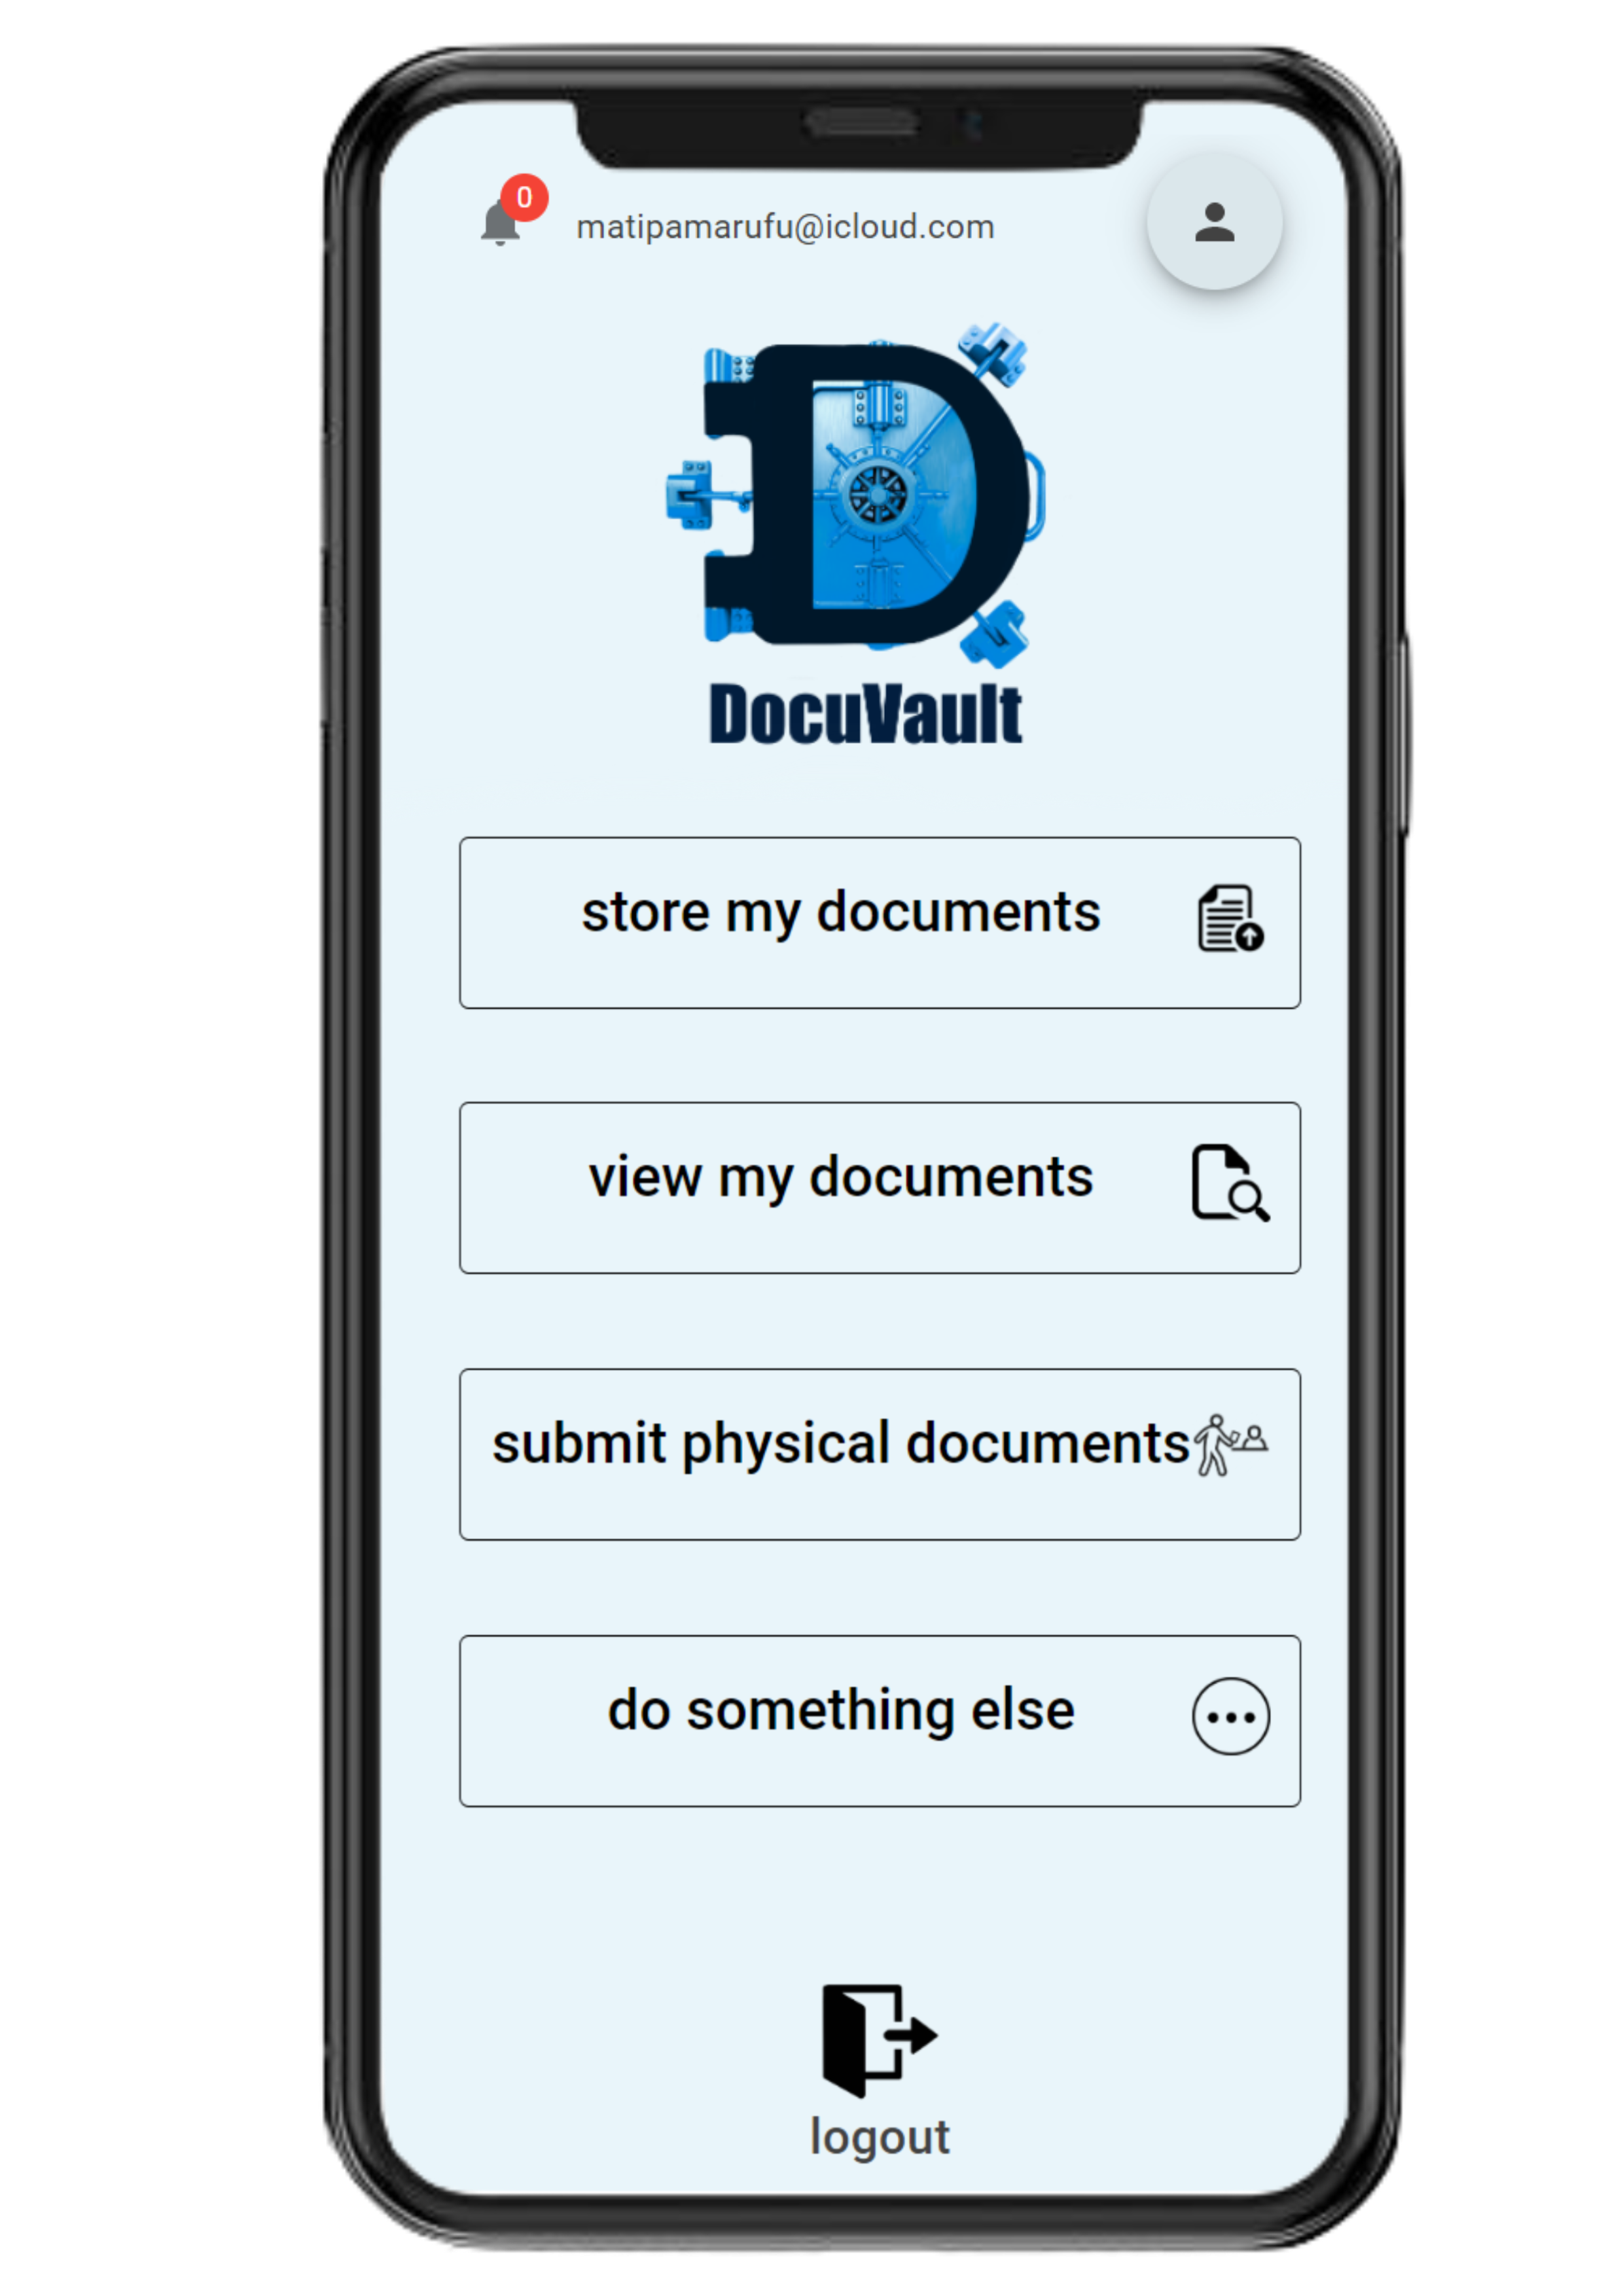 0
matipamarufu@icloud.com
DocuVault
store my documents
view my documents
submit physical documents
do something else
logout